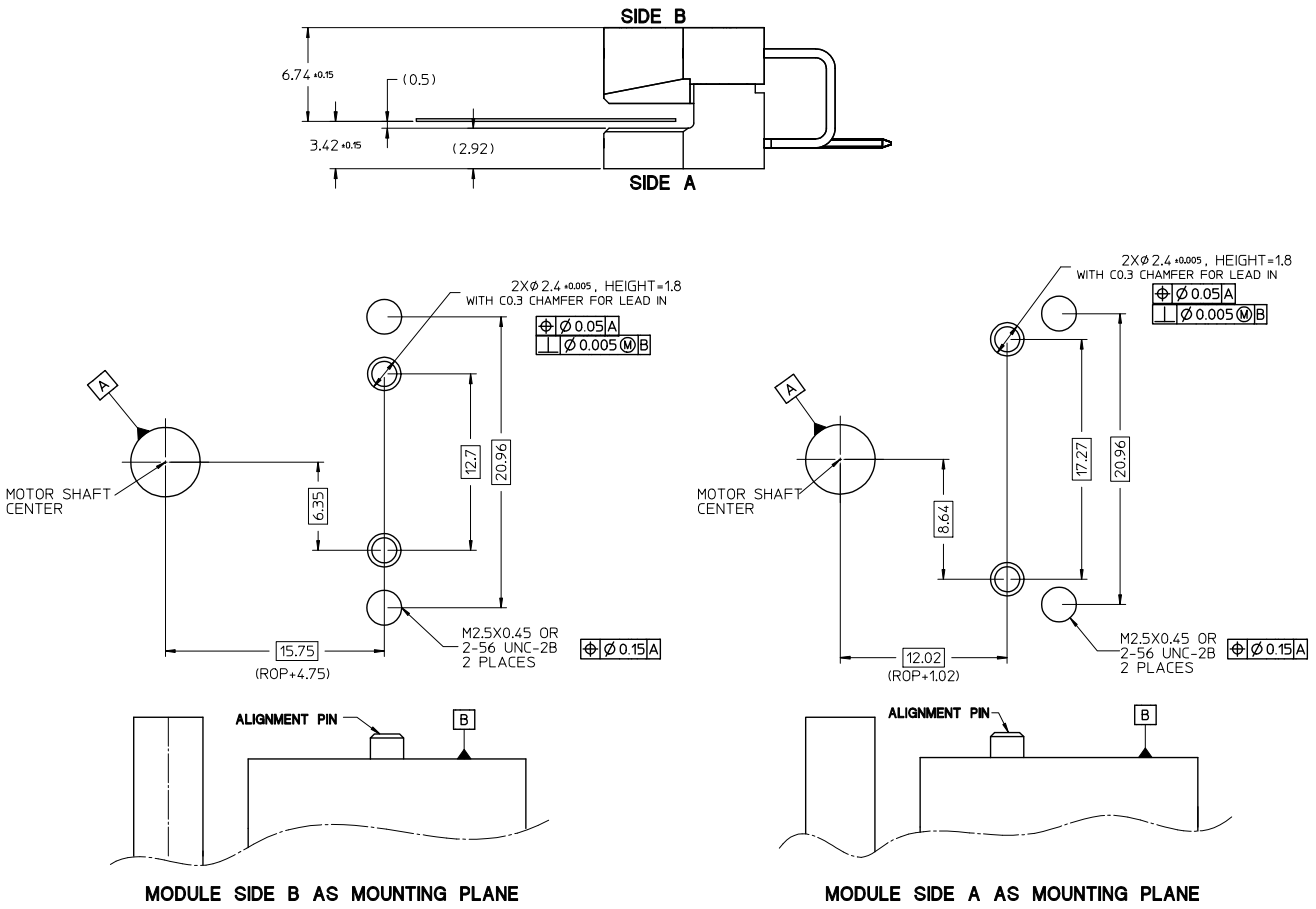 SIDE B
6.74 ±0.15
(0.5)
3.42 ±0.15
(2.92)
SIDE A
2X⌀2.4 ±0.005, HEIGHT=1.8
WITH C0.3 CHAMFER FOR LEAD IN
⌖ ⌀ 0.05 A
⟂ ⌀ 0.005 Ⓜ B
A
MOTOR SHAFT
CENTER
6.35
12.7
20.96
15.75
(ROP+4.75)
M2.5X0.45 OR
2-56 UNC-2B
2 PLACES
⌖ ⌀ 0.15 A
ALIGNMENT PIN
B
MODULE SIDE B AS MOUNTING PLANE
2X⌀2.4 ±0.005, HEIGHT=1.8
WITH C0.3 CHAMFER FOR LEAD IN
⌖ ⌀ 0.05 A
⟂ ⌀ 0.005 Ⓜ B
A
MOTOR SHAFT
CENTER
8.64
17.27
20.96
12.02
(ROP+1.02)
M2.5X0.45 OR
2-56 UNC-2B
2 PLACES
⌖ ⌀ 0.15 A
ALIGNMENT PIN
B
MODULE SIDE A AS MOUNTING PLANE